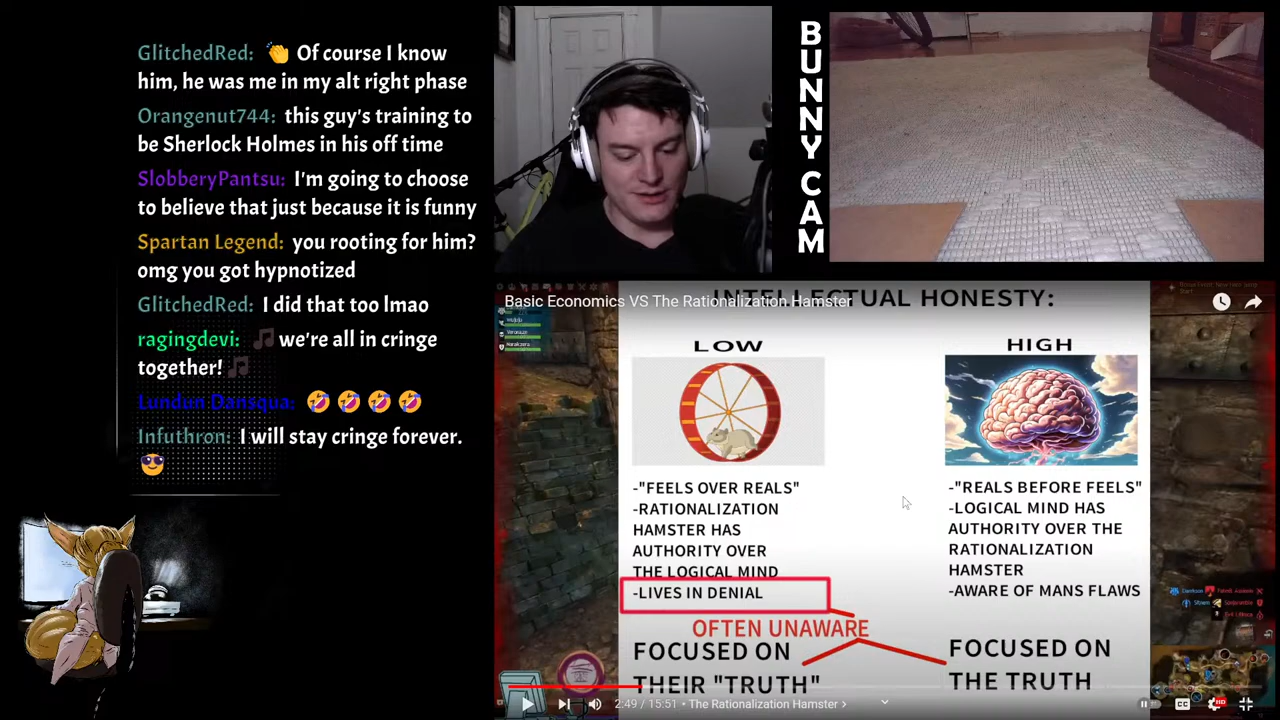 GlitchedRed: 👏 Of course I know
him, he was me in my alt right phase
Orangenut744: this guy's training to
be Sherlock Holmes in his off time
SlobberyPantsu: I'm going to choose
to believe that just because it is funny
Spartan Legend: you rooting for him?
omg you got hypnotized
GlitchedRed: I did that too lmao
ragingdevi: 🎵 we're all in cringe
together! 🎵
Lundun Dansqua: 🤣 🤣 🤣 🤣
Infuthron: I will stay cringe forever.
😎
BUNNY CAM
Basic Economics VS The Rationalization Hamster
INTELLECTUAL HONESTY:
LOW
-"FEELS OVER REALS"
-RATIONALIZATION
HAMSTER HAS
AUTHORITY OVER
THE LOGICAL MIND
-LIVES IN DENIAL
OFTEN UNAWARE
FOCUSED ON
THEIR "TRUTH"
HIGH
-"REALS BEFORE FEELS"
-LOGICAL MIND HAS
AUTHORITY OVER THE
RATIONALIZATION
HAMSTER
-AWARE OF MANS FLAWS
FOCUSED ON
THE TRUTH
2:49 / 15:51 • The Rationalization Hamster ›
CC
HD